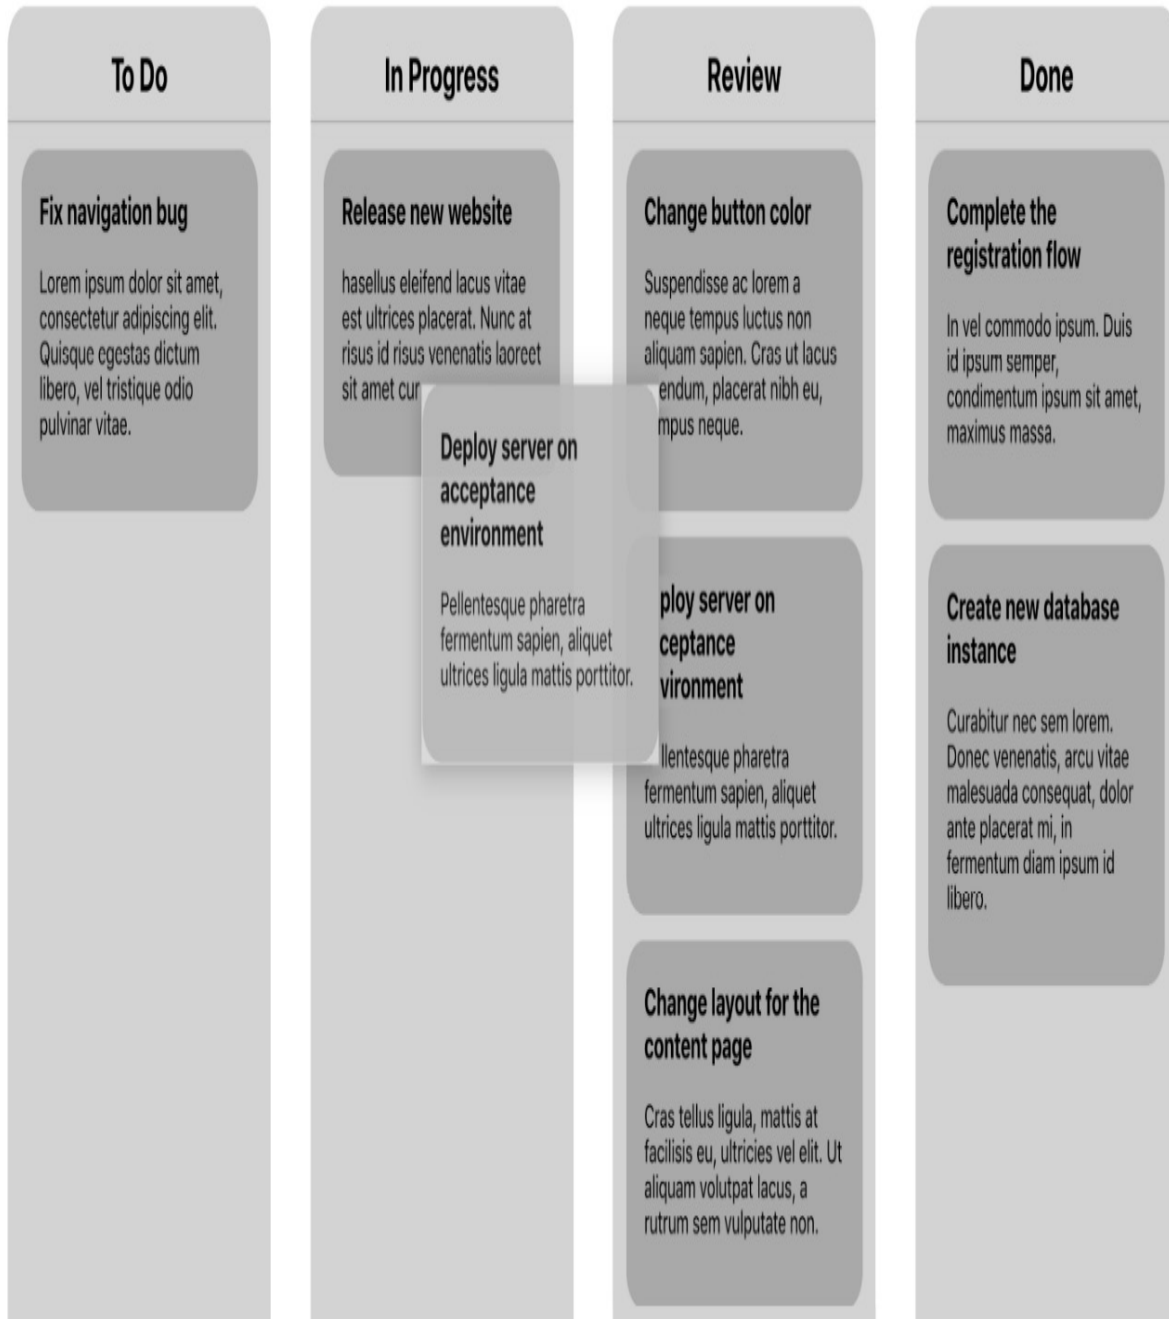 To Do
Fix navigation bug
Lorem ipsum dolor sit amet,
consectetur adipiscing elit.
Quisque egestas dictum
libero, vel tristique odio
pulvinar vitae.
In Progress
Release new website
hasellus eleifend lacus vitae
est ultrices placerat. Nunc at
risus id risus venenatis laoreet
sit amet cur
Deploy server on
acceptance
environment
Pellentesque pharetra
fermentum sapien, aliquet
ultrices ligula mattis porttitor.
Review
Change button color
Suspendisse ac lorem a
neque tempus luctus non
aliquam sapien. Cras ut lacus
endum, placerat nibh eu,
mpus neque.
ploy server on
ceptance
vironment
llentesque pharetra
fermentum sapien, aliquet
ultrices ligula mattis porttitor.
Change layout for the
content page
Cras tellus ligula, mattis at
facilisis eu, ultricies vel elit. Ut
aliquam volutpat lacus, a
rutrum sem vulputate non.
Done
Complete the
registration flow
In vel commodo ipsum. Duis
id ipsum semper,
condimentum ipsum sit amet,
maximus massa.
Create new database
instance
Curabitur nec sem lorem.
Donec venenatis, arcu vitae
malesuada consequat, dolor
ante placerat mi, in
fermentum diam ipsum id
libero.